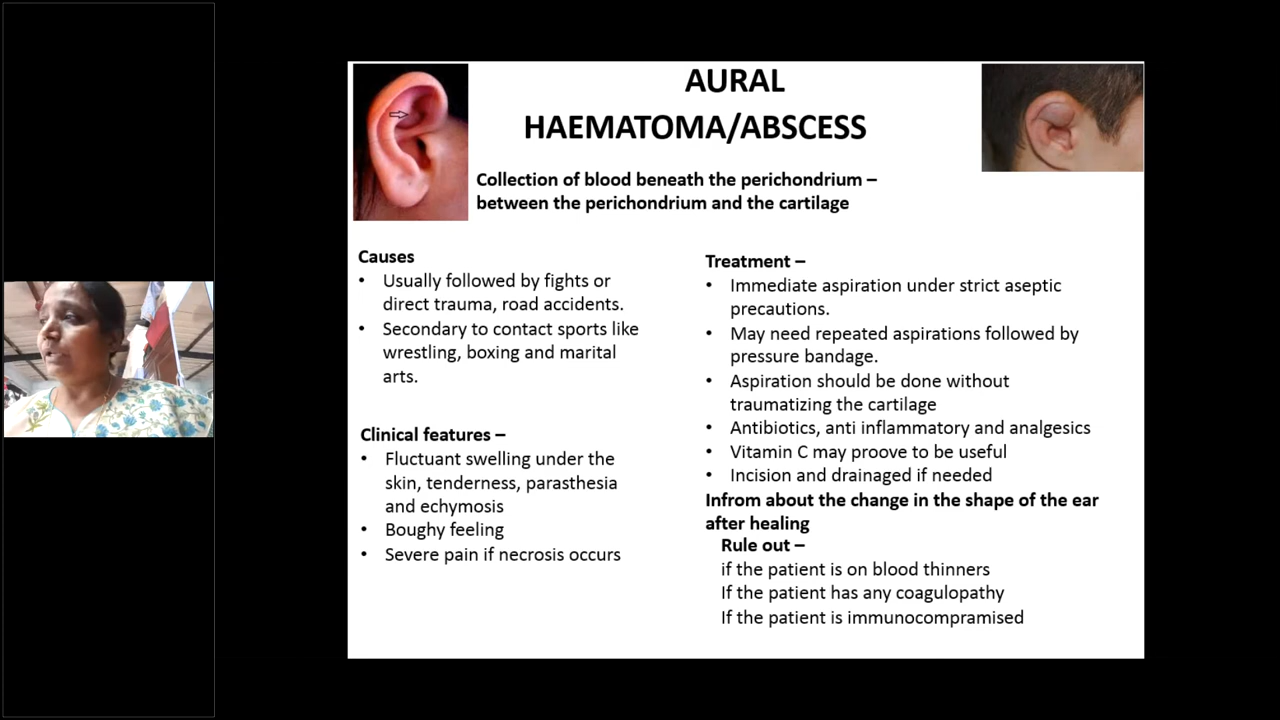 AURAL
HAEMATOMA/ABSCESS
Collection of blood beneath the perichondrium –
between the perichondrium and the cartilage
Causes
• Usually followed by fights or
direct trauma, road accidents.
• Secondary to contact sports like
wrestling, boxing and marital
arts.
Clinical features –
• Fluctuant swelling under the
skin, tenderness, parasthesia
and echymosis
• Boughy feeling
• Severe pain if necrosis occurs
Treatment –
• Immediate aspiration under strict aseptic
precautions.
• May need repeated aspirations followed by
pressure bandage.
• Aspiration should be done without
traumatizing the cartilage
• Antibiotics, anti inflammatory and analgesics
• Vitamin C may proove to be useful
• Incision and drainaged if needed
Infrom about the change in the shape of the ear
after healing
Rule out –
if the patient is on blood thinners
If the patient has any coagulopathy
If the patient is immunocompramised